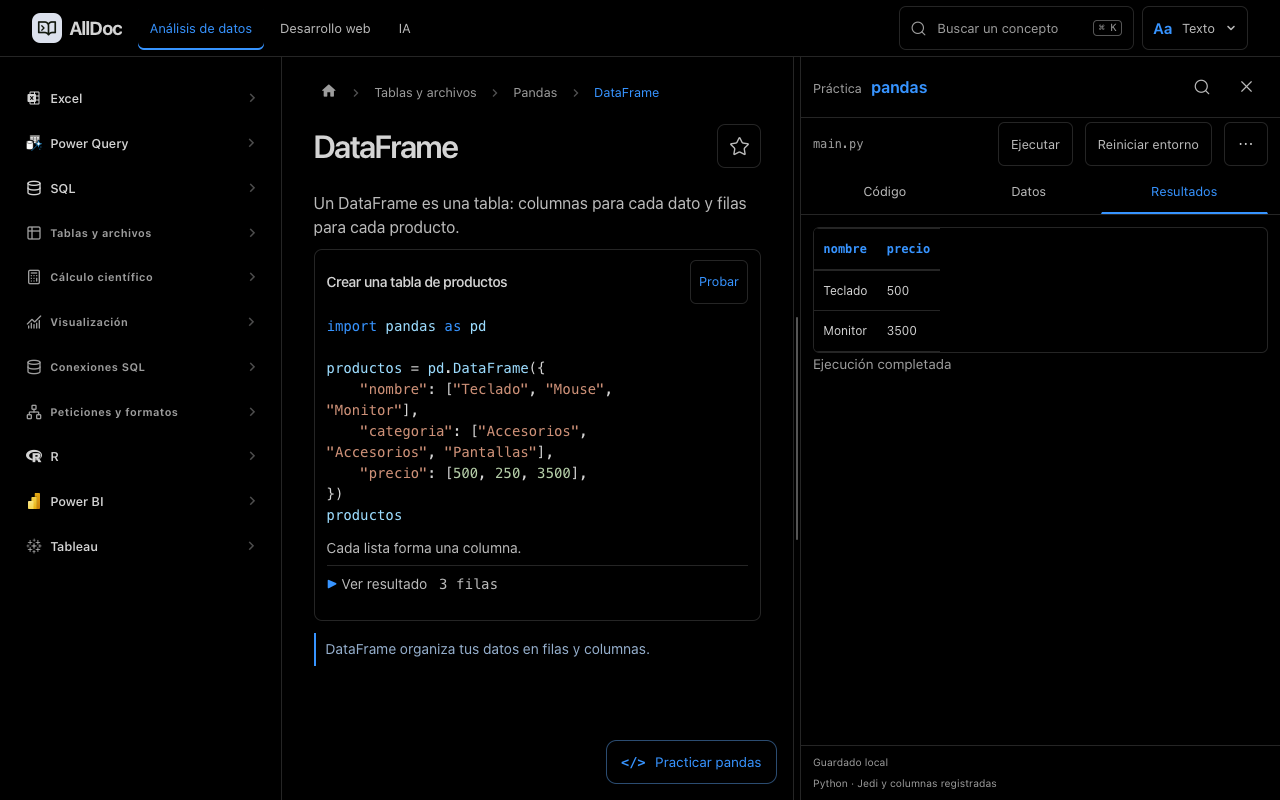 AllDoc
Análisis de datos
Desarrollo web
IA
Buscar un concepto
⌘ K
Aa Texto
Excel
Power Query
SQL
Tablas y archivos
Cálculo científico
Visualización
Conexiones SQL
Peticiones y formatos
R
Power BI
Tableau
Tablas y archivos > Pandas > DataFrame
DataFrame
Un DataFrame es una tabla: columnas para cada dato y filas
para cada producto.
Crear una tabla de productos
Probar
import pandas as pd
productos = pd.DataFrame({
    "nombre": ["Teclado", "Mouse",
"Monitor"],
    "categoria": ["Accesorios",
"Accesorios", "Pantallas"],
    "precio": [500, 250, 3500],
})
productos
Cada lista forma una columna.
Ver resultado 3 filas
DataFrame organiza tus datos en filas y columnas.
</> Practicar pandas
Práctica pandas
main.py
Ejecutar
Reiniciar entorno
...
Código
Datos
Resultados
nombre precio
Teclado 500
Monitor 3500
Ejecución completada
Guardado local
Python · Jedi y columnas registradas